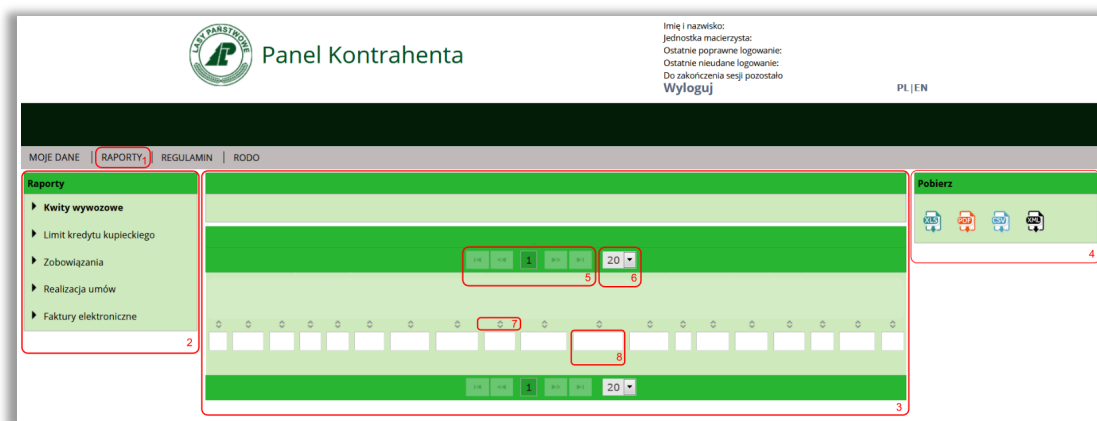 LASY PAŃSTWOWE
Panel Kontrahenta
Imię i nazwisko:
Jednostka macierzysta:
Ostatnie poprawne logowanie:
Ostatnie nieudane logowanie:
Do zakończenia sesji pozostało
Wyloguj
PL|EN
MOJE DANE | RAPORTY | REGULAMIN | RODO
1
Raporty
Kwity wywozowe
Limit kredytu kupieckiego
Zobowiązania
Realizacja umów
Faktury elektroniczne
2
1
20
5
6
7
8
1
20
3
Pobierz
XLS PDF CSV XML
4